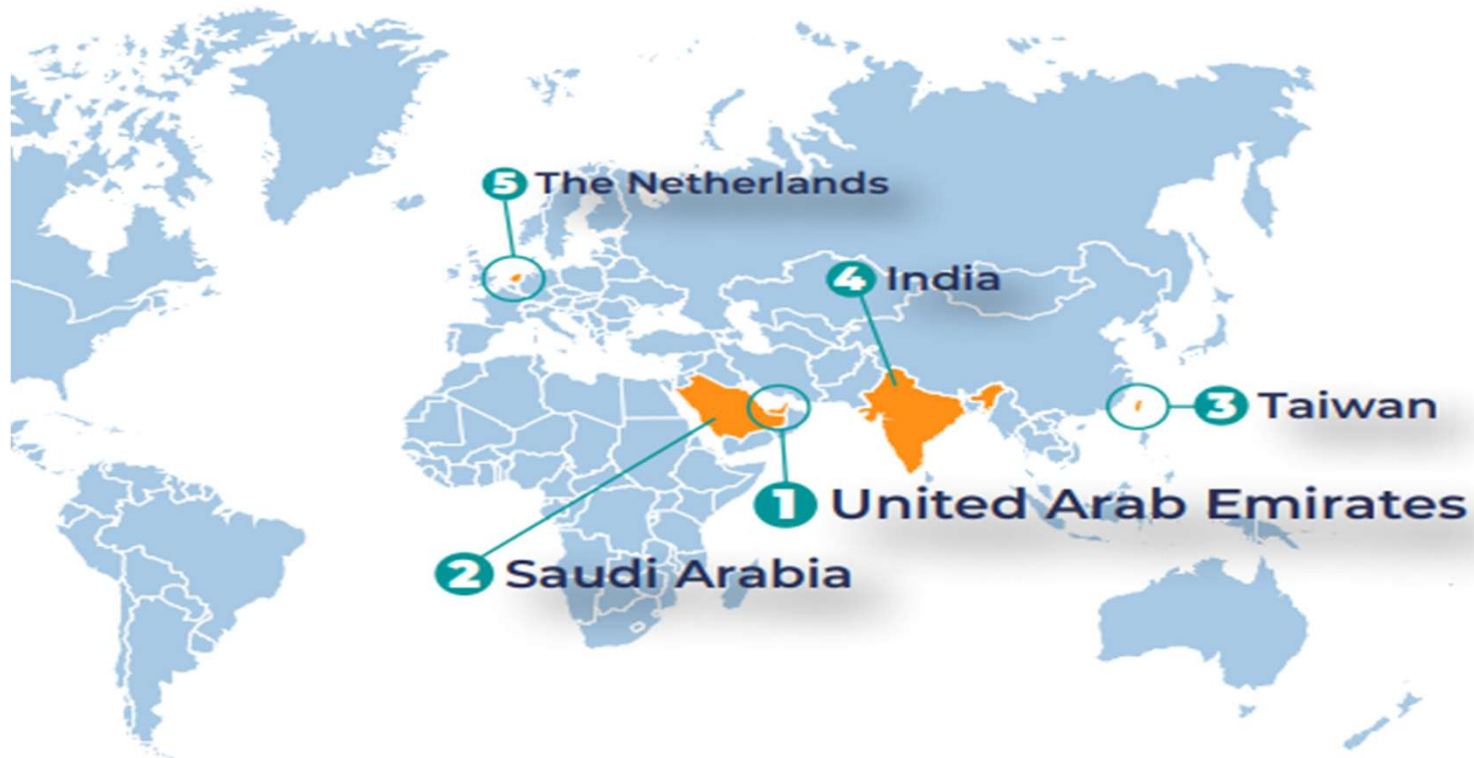 5 The Netherlands
4 India
3 Taiwan
1 United Arab Emirates
2 Saudi Arabia